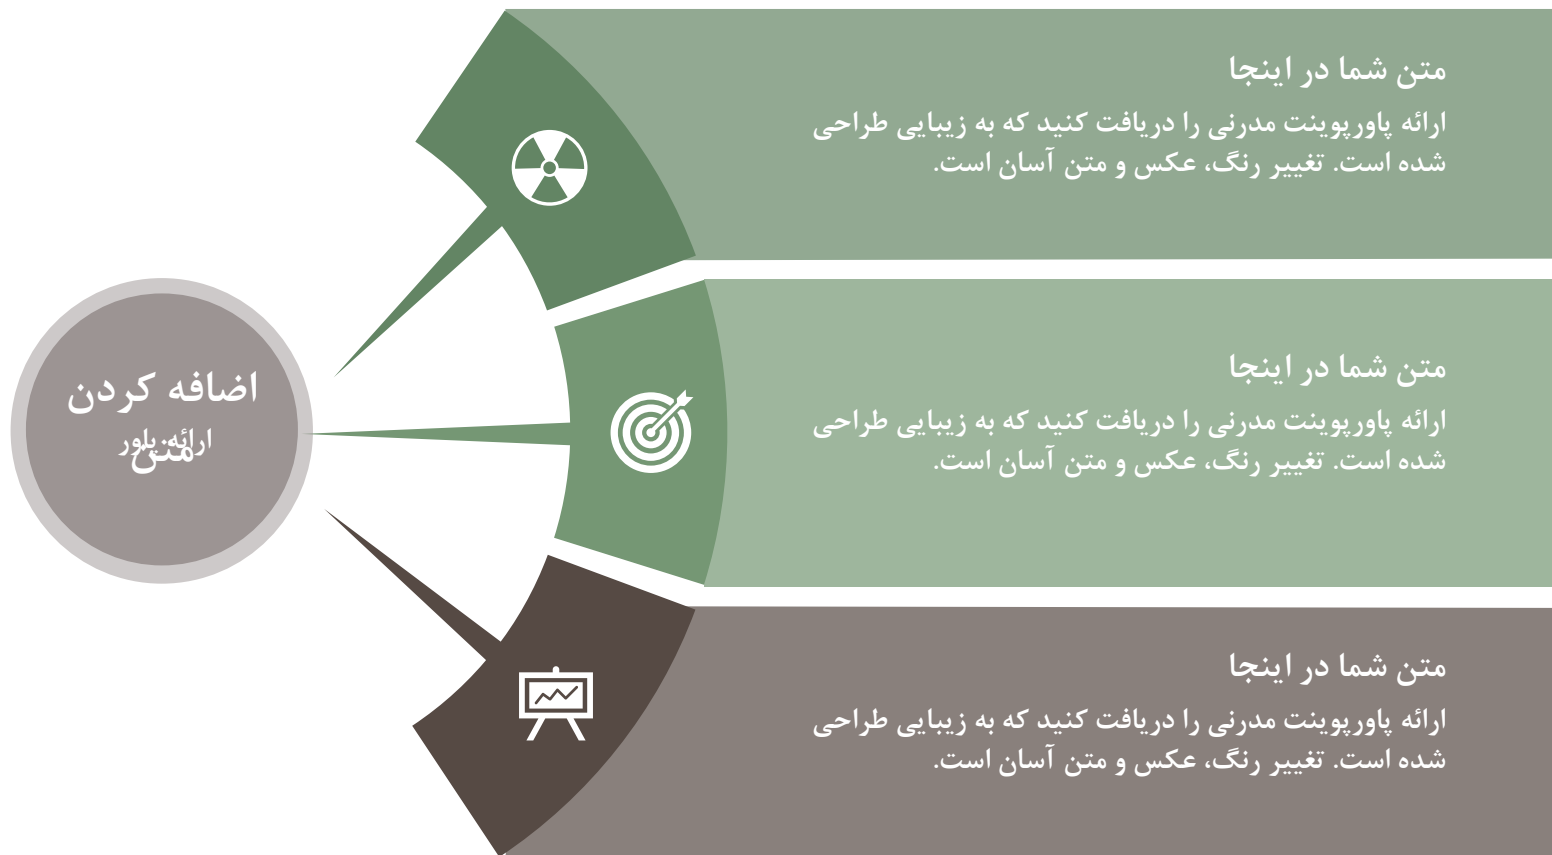 متن شما در اینجا
ارائه پاورپوینت مدرنی را دریافت کنید که به زیبایی طراحی
شده است. تغییر رنگ، عکس و متن آسان است.
متن شما در اینجا
ارائه پاورپوینت مدرنی را دریافت کنید که به زیبایی طراحی
شده است. تغییر رنگ، عکس و متن آسان است.
متن شما در اینجا
ارائه پاورپوینت مدرنی را دریافت کنید که به زیبایی طراحی
شده است. تغییر رنگ، عکس و متن آسان است.
اضافه کردن
متن
ارائه پاور